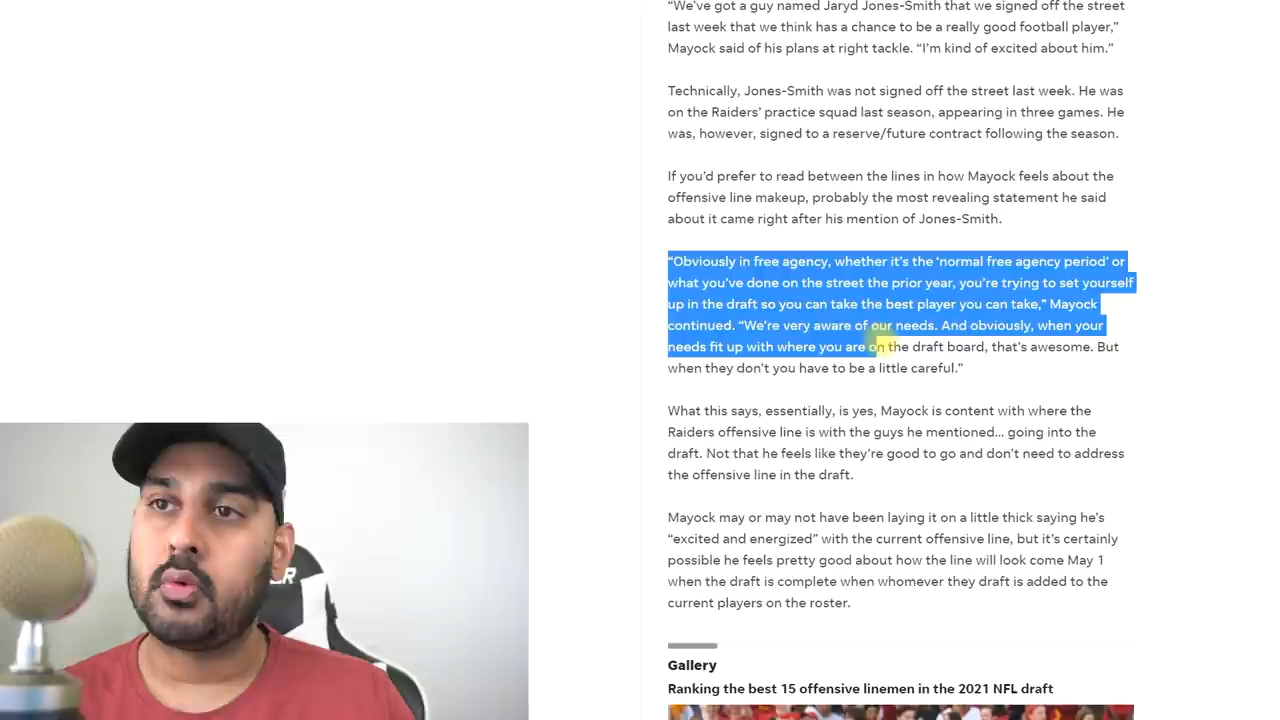 “We’ve got a guy named Jaryd Jones-Smith that we signed off the street
last week that we think has a chance to be a really good football player,”
Mayock said of his plans at right tackle. “I’m kind of excited about him.”
Technically, Jones-Smith was not signed off the street last week. He was
on the Raiders’ practice squad last season, appearing in three games. He
was, however, signed to a reserve/future contract following the season.
If you’d prefer to read between the lines in how Mayock feels about the
offensive line makeup, probably the most revealing statement he said
about it came right after his mention of Jones-Smith.
“Obviously in free agency, whether it’s the ‘normal free agency period’ or
what you’ve done on the street the prior year, you’re trying to set yourself
up in the draft so you can take the best player you can take,” Mayock
continued. “We’re very aware of our needs. And obviously, when your
needs fit up with where you are on the draft board, that’s awesome. But
when they don’t you have to be a little careful.”
What this says, essentially, is yes, Mayock is content with where the
Raiders offensive line is with the guys he mentioned… going into the
draft. Not that he feels like they’re good to go and don’t need to address
the offensive line in the draft.
Mayock may or may not have been laying it on a little thick saying he’s
“excited and energized” with the current offensive line, but it’s certainly
possible he feels pretty good about how the line will look come May 1
when the draft is complete when whomever they draft is added to the
current players on the roster.
Gallery
Ranking the best 15 offensive linemen in the 2021 NFL draft